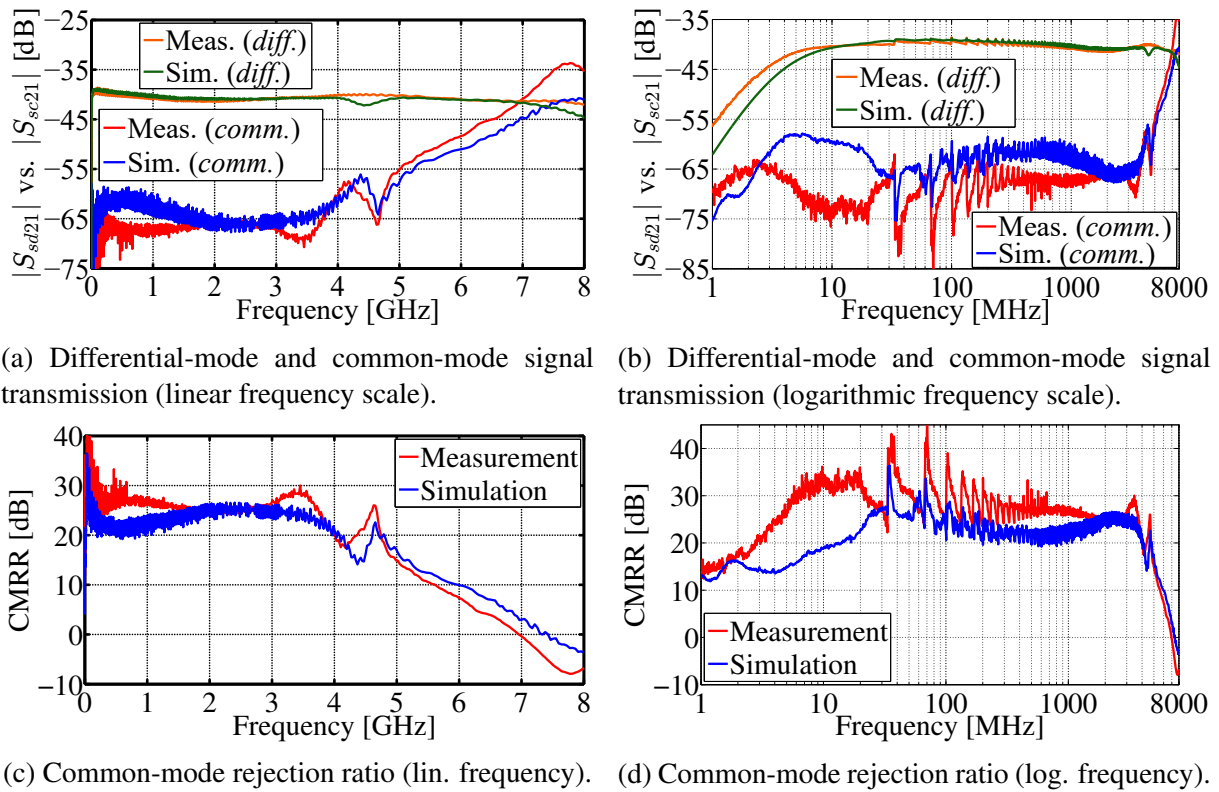 |S_sd21| vs. |S_sc21| [dB]
−25
−35
−45
−55
−65
−75
Meas. (diff.)
Sim. (diff.)
Meas. (comm.)
Sim. (comm.)
0 1 2 3 4 5 6 7 8
Frequency [GHz]
|S_sd21| vs. |S_sc21| [dB]
−35
−45
−55
−65
−75
−85
Meas. (diff.)
Sim. (diff.)
Meas. (comm.)
Sim. (comm.)
1 10 100 1000 8000
Frequency [MHz]
(a) Differential-mode and common-mode signal
transmission (linear frequency scale).
(b) Differential-mode and common-mode signal
transmission (logarithmic frequency scale).
CMRR [dB]
40
30
20
10
0
−10
Measurement
Simulation
0 1 2 3 4 5 6 7 8
Frequency [GHz]
CMRR [dB]
40
30
20
10
0
−10
Measurement
Simulation
1 10 100 1000 8000
Frequency [MHz]
(c) Common-mode rejection ratio (lin. frequency).
(d) Common-mode rejection ratio (log. frequency).